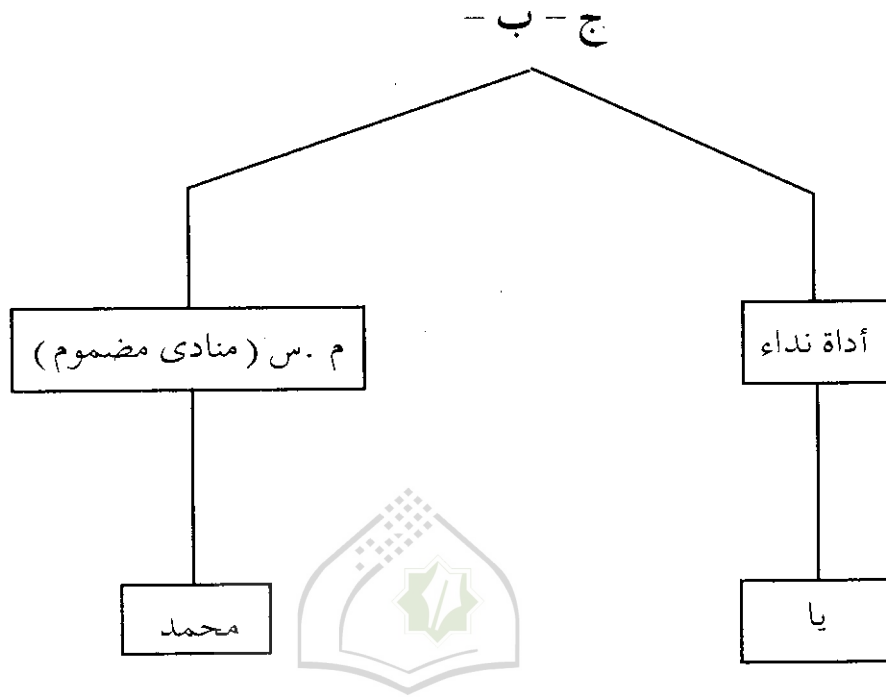 ج - ب -
أداة نداء
م .س ( منادى مضموم )
يا
محمد